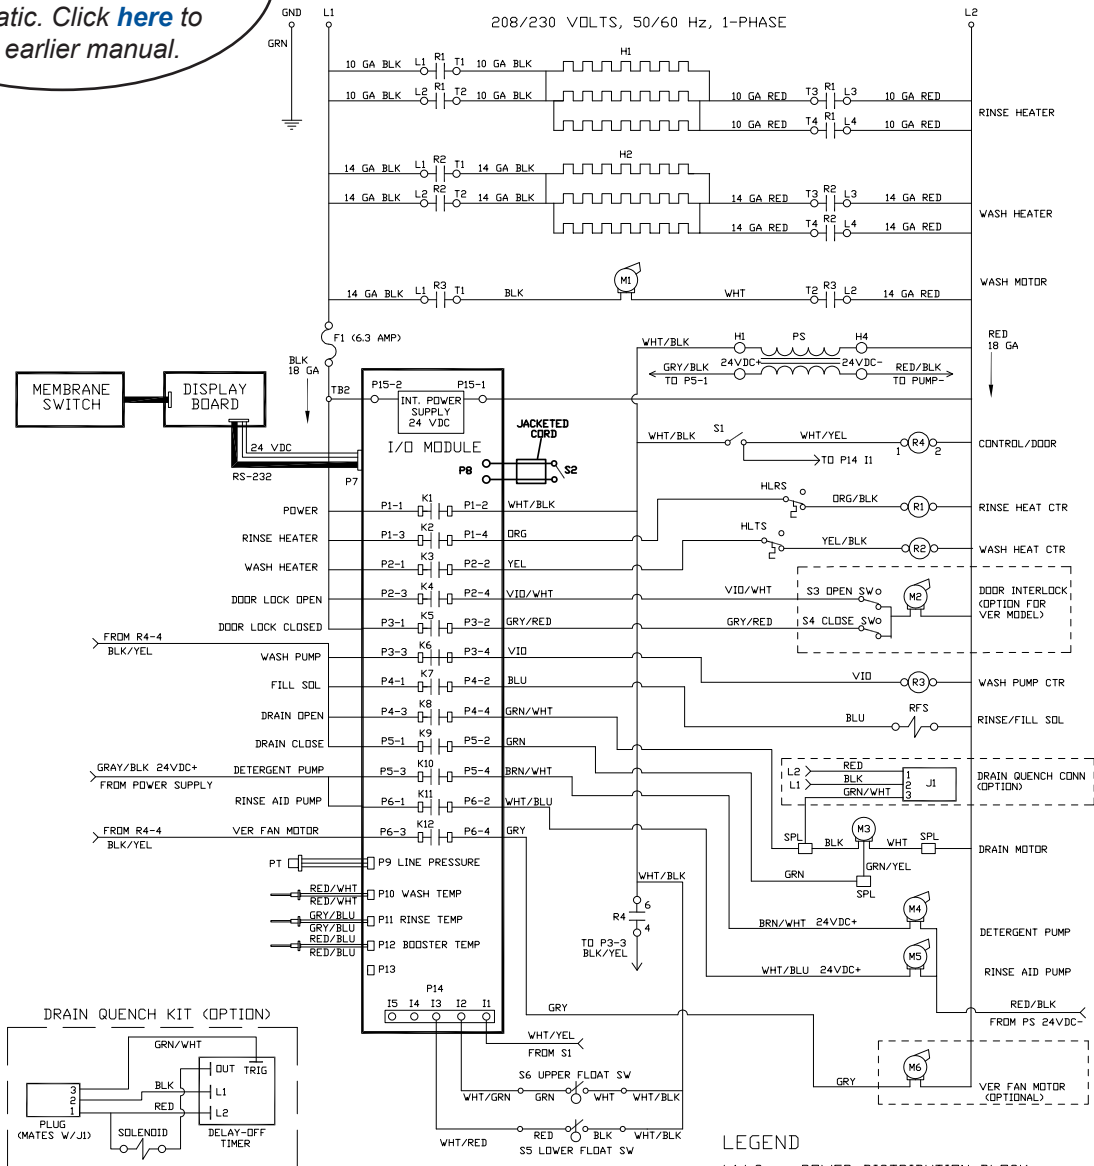 atic. Click here to
earlier manual.
GND
L1
208/230 VOLTS, 50/60 Hz, 1-PHASE
L2
GRN
H1
10 GA BLK L1 R1 T1 10 GA BLK
10 GA BLK L2 R1 T2 10 GA BLK
10 GA RED T3 R1 L3 10 GA RED
10 GA RED T4 R1 L4 10 GA RED
RINSE HEATER
H2
14 GA BLK L1 R2 T1 14 GA BLK
14 GA BLK L2 R2 T2 14 GA BLK
14 GA RED T3 R2 L3 14 GA RED
14 GA RED T4 R2 L4 14 GA RED
WASH HEATER
M1
14 GA BLK L1 R3 T1 BLK
WHT T2 R3 L2 14 GA RED
WASH MOTOR
F1 (6.3 AMP)
BLK
18 GA
RED
18 GA
WHT/BLK H1 PS H4
GRY/BLK 24VDC+ 24VDC- RED/BLK
TO P5-1
TO PUMP-
MEMBRANE
SWITCH
DISPLAY
BOARD
24 VDC
RS-232
P7
TB2
P15-2
P15-1
INT. POWER
SUPPLY
24 VDC
I/O MODULE
JACKETED
CORD
P8
S2
WHT/BLK S1 WHT/YEL 1 R4 2 CONTROL/DOOR
TO P14 I1
POWER P1-1 K1 P1-2 WHT/BLK
HLRS ORG/BLK R1 RINSE HEAT CTR
RINSE HEATER P1-3 K2 P1-4 ORG
HLTS YEL/BLK R2 WASH HEAT CTR
WASH HEATER P2-1 K3 P2-2 YEL
DOOR LOCK OPEN P2-3 K4 P2-4 VIO/WHT
VIO/WHT S3 OPEN SW M2
DOOR INTERLOCK
(OPTION FOR
VER MODEL)
DOOR LOCK CLOSED P3-1 K5 P3-2 GRY/RED
GRY/RED S4 CLOSE SW
FROM R4-4
BLK/YEL
WASH PUMP P3-3 K6 P3-4 VIO
VIO R3 WASH PUMP CTR
FILL SOL P4-1 K7 P4-2 BLU
BLU RFS RINSE/FILL SOL
DRAIN OPEN P4-3 K8 P4-4 GRN/WHT
DRAIN CLOSE P5-1 K9 P5-2 GRN
GRAY/BLK 24VDC+
FROM POWER SUPPLY
DETERGENT PUMP P5-3 K10 P5-4 BRN/WHT
RINSE AID PUMP P6-1 K11 P6-2 WHT/BLU
FROM R4-4
BLK/YEL
VER FAN MOTOR P6-3 K12 P6-4 GRY
L2 RED 1
L1 BLK 2
GRN/WHT 3
J1
DRAIN QUENCH CONN
(OPTION)
SPL BLK M3 WHT SPL DRAIN MOTOR
GRN GRN/YEL
SPL
PT P9 LINE PRESSURE
RED/WHT
RED/WHT
P10 WASH TEMP
GRY/BLU
GRY/BLU
P11 RINSE TEMP
RED/BLU
RED/BLU
P12 BOOSTER TEMP
P13
WHT/BLK
6
R4
4
TO P3-3
BLK/YEL
BRN/WHT 24VDC+ M4
DETERGENT PUMP
WHT/BLU 24VDC+ M5
RINSE AID PUMP
P14
I5 I4 I3 I2 I1
GRY
RED/BLK
FROM PS 24VDC-
WHT/YEL
FROM S1
GRY M6
VER FAN MOTOR
(OPTIONAL)
S6 UPPER FLOAT SW
WHT/GRN GRN WHT WHT/BLK
WHT/RED RED BLK WHT/BLK
S5 LOWER FLOAT SW
DRAIN QUENCH KIT (OPTION)
GRN/WHT
OUT TRIG
3
2
1
BLK L1
RED L2
PLUG
(MATES W/J1)
SOLENOID
DELAY-OFF
TIMER
LEGEND